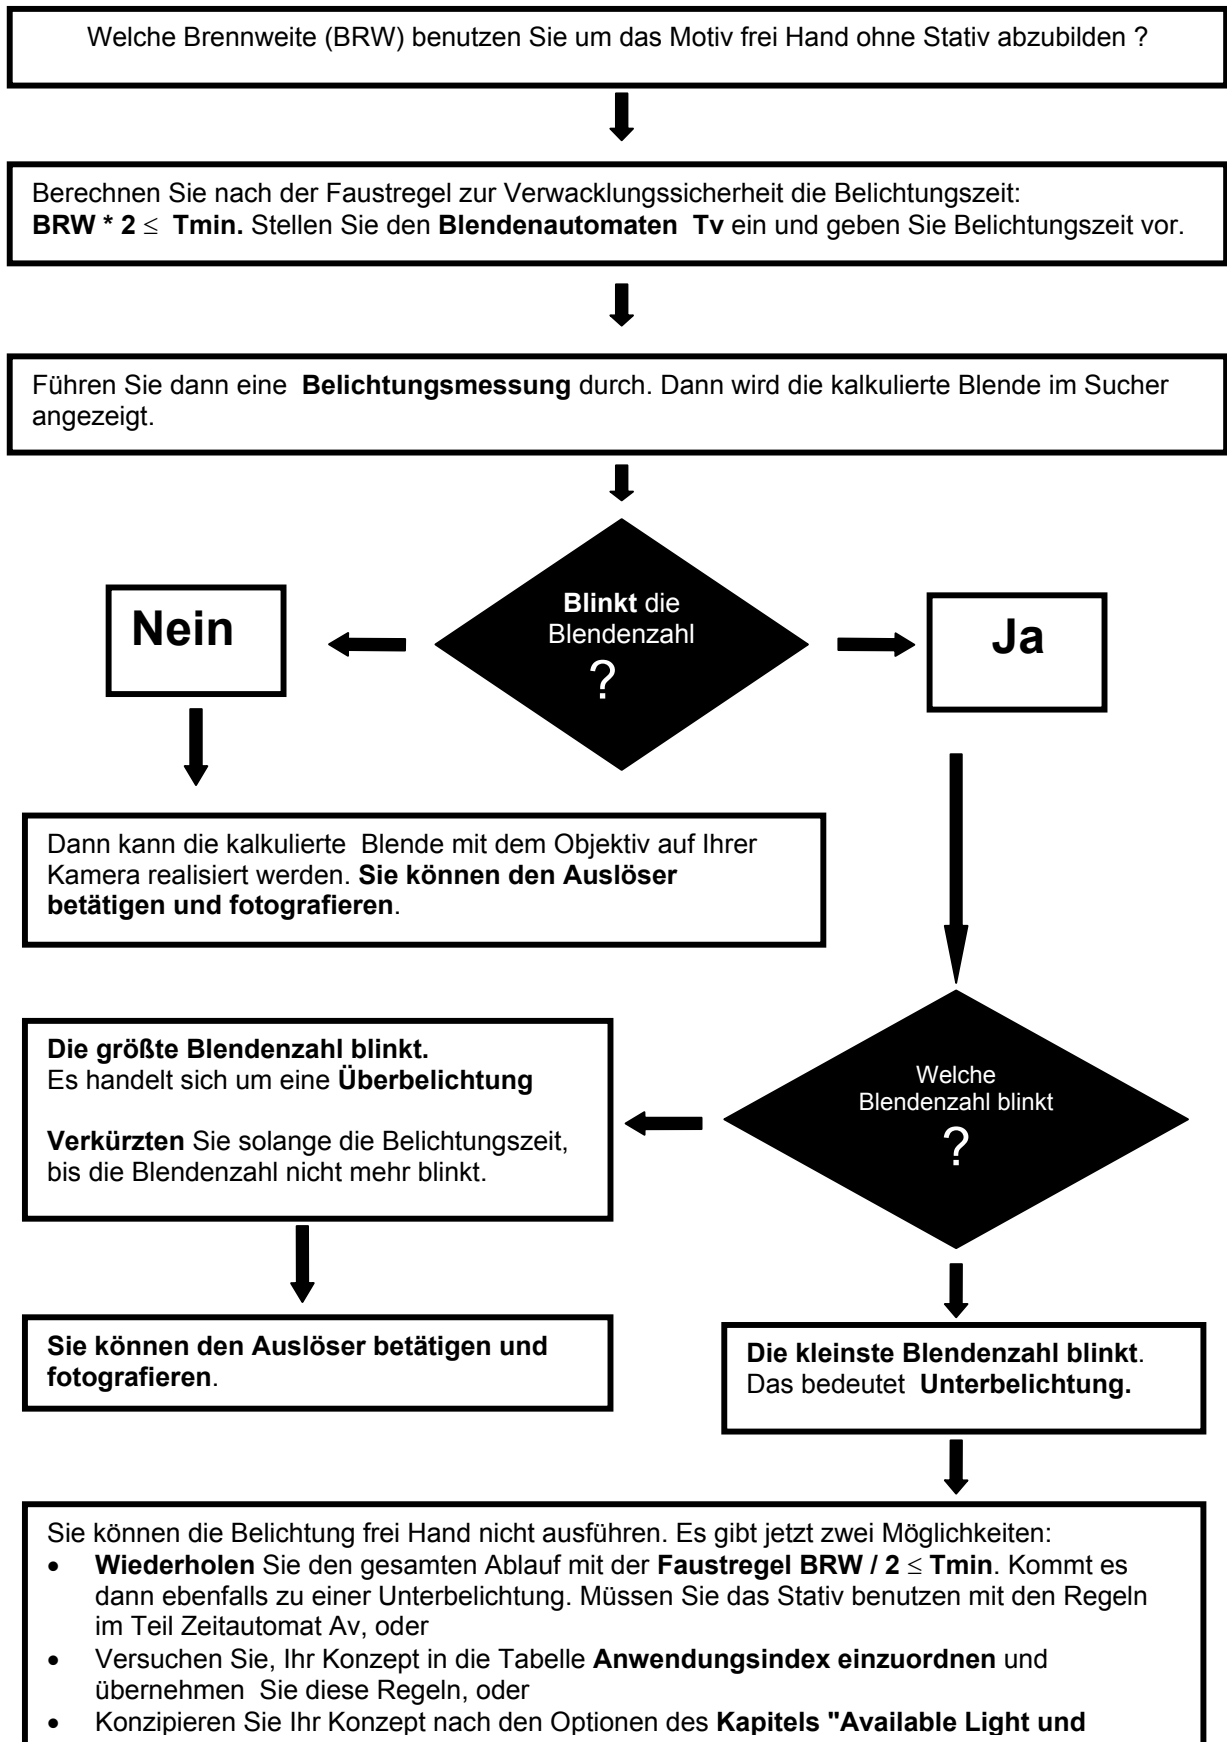 Welche Brennweite (BRW) benutzen Sie um das Motiv frei Hand ohne Stativ abzubilden ?
Berechnen Sie nach der Faustregel zur Verwacklungssicherheit die Belichtungszeit:
BRW * 2 ≤ Tmin. Stellen Sie den Blendenautomaten Tv ein und geben Sie Belichtungszeit vor.
Führen Sie dann eine Belichtungsmessung durch. Dann wird die kalkulierte Blende im Sucher
angezeigt.
Blinkt die
Blendenzahl
?
Nein
Ja
Dann kann die kalkulierte Blende mit dem Objektiv auf Ihrer
Kamera realisiert werden. Sie können den Auslöser
betätigen und fotografieren.
Welche
Blendenzahl blinkt
?
Die größte Blendenzahl blinkt.
Es handelt sich um eine Überbelichtung
Verkürzten Sie solange die Belichtungszeit,
bis die Blendenzahl nicht mehr blinkt.
Sie können den Auslöser betätigen und
fotografieren.
Die kleinste Blendenzahl blinkt.
Das bedeutet Unterbelichtung.
Sie können die Belichtung frei Hand nicht ausführen. Es gibt jetzt zwei Möglichkeiten:
• Wiederholen Sie den gesamten Ablauf mit der Faustregel BRW / 2 ≤ Tmin. Kommt es
dann ebenfalls zu einer Unterbelichtung. Müssen Sie das Stativ benutzen mit den Regeln
im Teil Zeitautomat Av, oder
• Versuchen Sie, Ihr Konzept in die Tabelle Anwendungsindex einzuordnen und
übernehmen Sie diese Regeln, oder
• Konzipieren Sie Ihr Konzept nach den Optionen des Kapitels "Available Light und